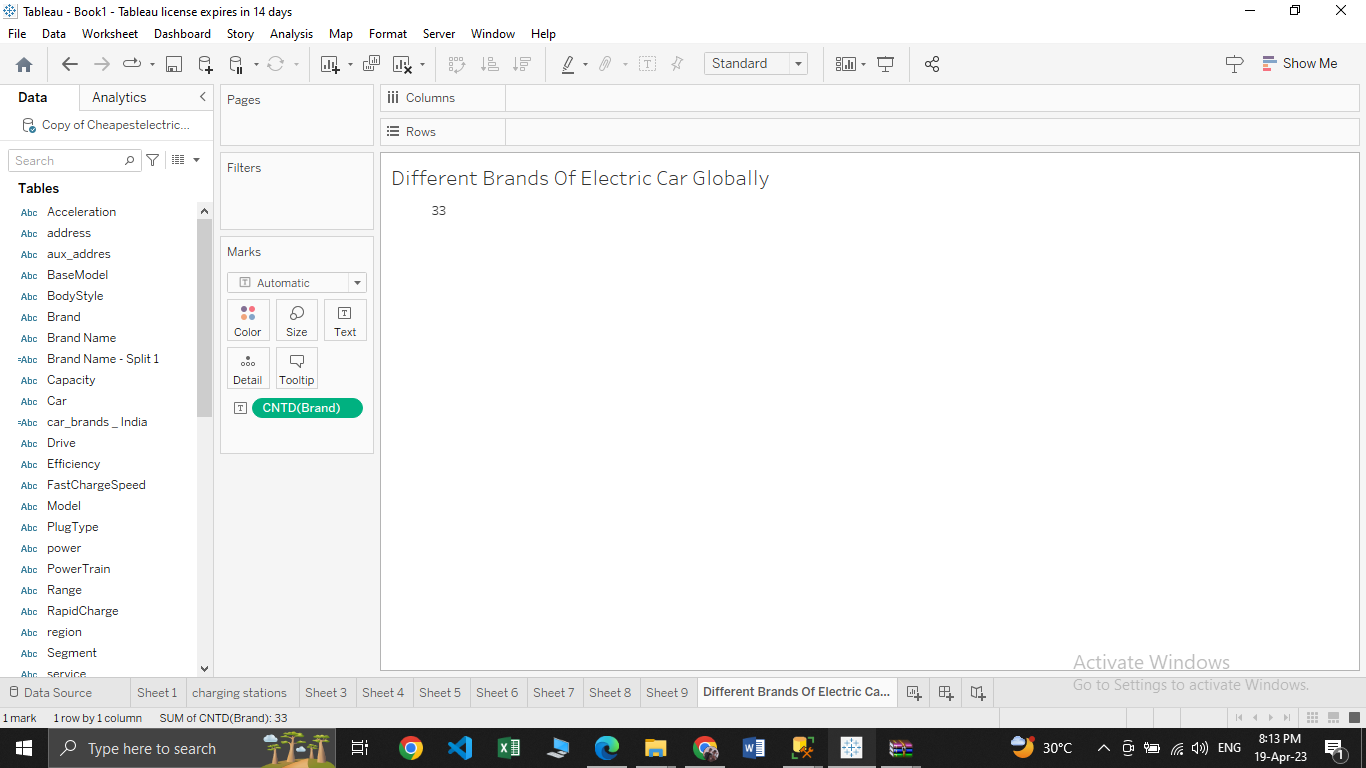 Tableau - Book1 - Tableau license expires in 14 days
File Data Worksheet Dashboard Story Analysis Map Format Server Window Help
Standard
Show Me
Data Analytics
Copy of Cheapestelectric...
Search
Tables
Abc Acceleration
Abc address
Abc aux_addres
Abc BaseModel
Abc BodyStyle
Abc Brand
Abc Brand Name
=Abc Brand Name - Split 1
Abc Capacity
Abc Car
=Abc car_brands _ India
Abc Drive
Abc Efficiency
Abc FastChargeSpeed
Abc Model
Abc PlugType
Abc power
Abc PowerTrain
Abc Range
Abc RapidCharge
Abc region
Abc Segment
Abc service
Pages
Filters
Marks
T Automatic
Color Size Text
Detail Tooltip
T CNTD(Brand)
Columns
Rows
Different Brands Of Electric Car Globally
33
Activate Windows
Go to Settings to activate Windows.
Data Source Sheet 1 charging stations Sheet 3 Sheet 4 Sheet 5 Sheet 6 Sheet 7 Sheet 8 Sheet 9 Different Brands Of Electric Ca...
1 mark 1 row by 1 column SUM of CNTD(Brand): 33
Type here to search
30°C
ENG
8:13 PM
19-Apr-23
1